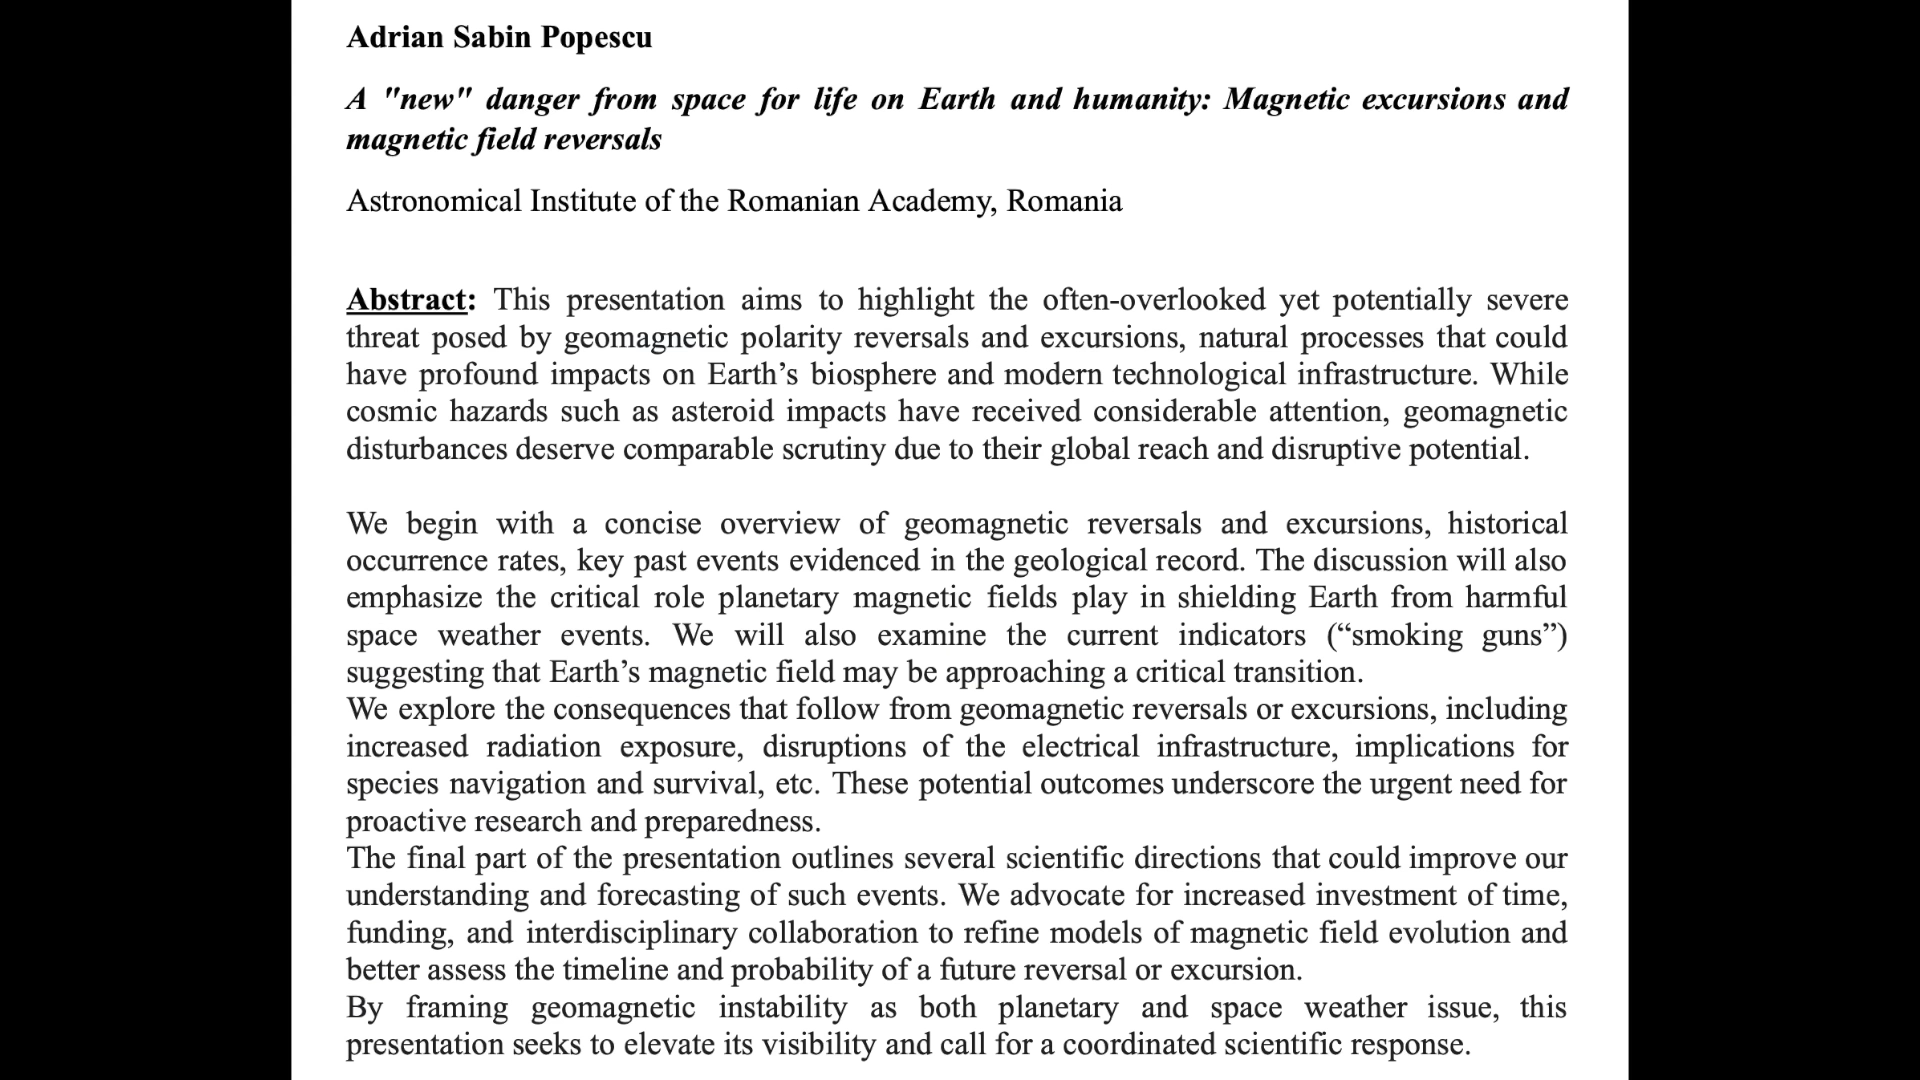 Adrian Sabin Popescu
A "new" danger from space for life on Earth and humanity: Magnetic excursions and
magnetic field reversals
Astronomical Institute of the Romanian Academy, Romania
Abstract: This presentation aims to highlight the often-overlooked yet potentially severe
threat posed by geomagnetic polarity reversals and excursions, natural processes that could
have profound impacts on Earth’s biosphere and modern technological infrastructure. While
cosmic hazards such as asteroid impacts have received considerable attention, geomagnetic
disturbances deserve comparable scrutiny due to their global reach and disruptive potential.
We begin with a concise overview of geomagnetic reversals and excursions, historical
occurrence rates, key past events evidenced in the geological record. The discussion will also
emphasize the critical role planetary magnetic fields play in shielding Earth from harmful
space weather events. We will also examine the current indicators (“smoking guns”)
suggesting that Earth’s magnetic field may be approaching a critical transition.
We explore the consequences that follow from geomagnetic reversals or excursions, including
increased radiation exposure, disruptions of the electrical infrastructure, implications for
species navigation and survival, etc. These potential outcomes underscore the urgent need for
proactive research and preparedness.
The final part of the presentation outlines several scientific directions that could improve our
understanding and forecasting of such events. We advocate for increased investment of time,
funding, and interdisciplinary collaboration to refine models of magnetic field evolution and
better assess the timeline and probability of a future reversal or excursion.
By framing geomagnetic instability as both planetary and space weather issue, this
presentation seeks to elevate its visibility and call for a coordinated scientific response.